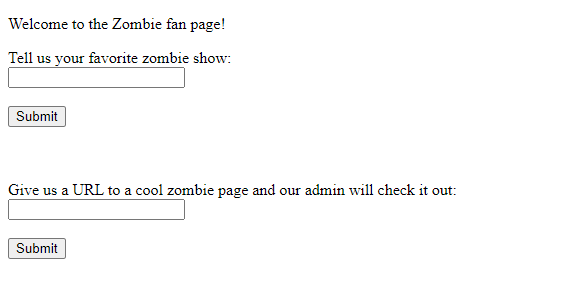 Welcome to the Zombie fan page!
Tell us your favorite zombie show:
Submit
Give us a URL to a cool zombie page and our admin will check it out:
Submit